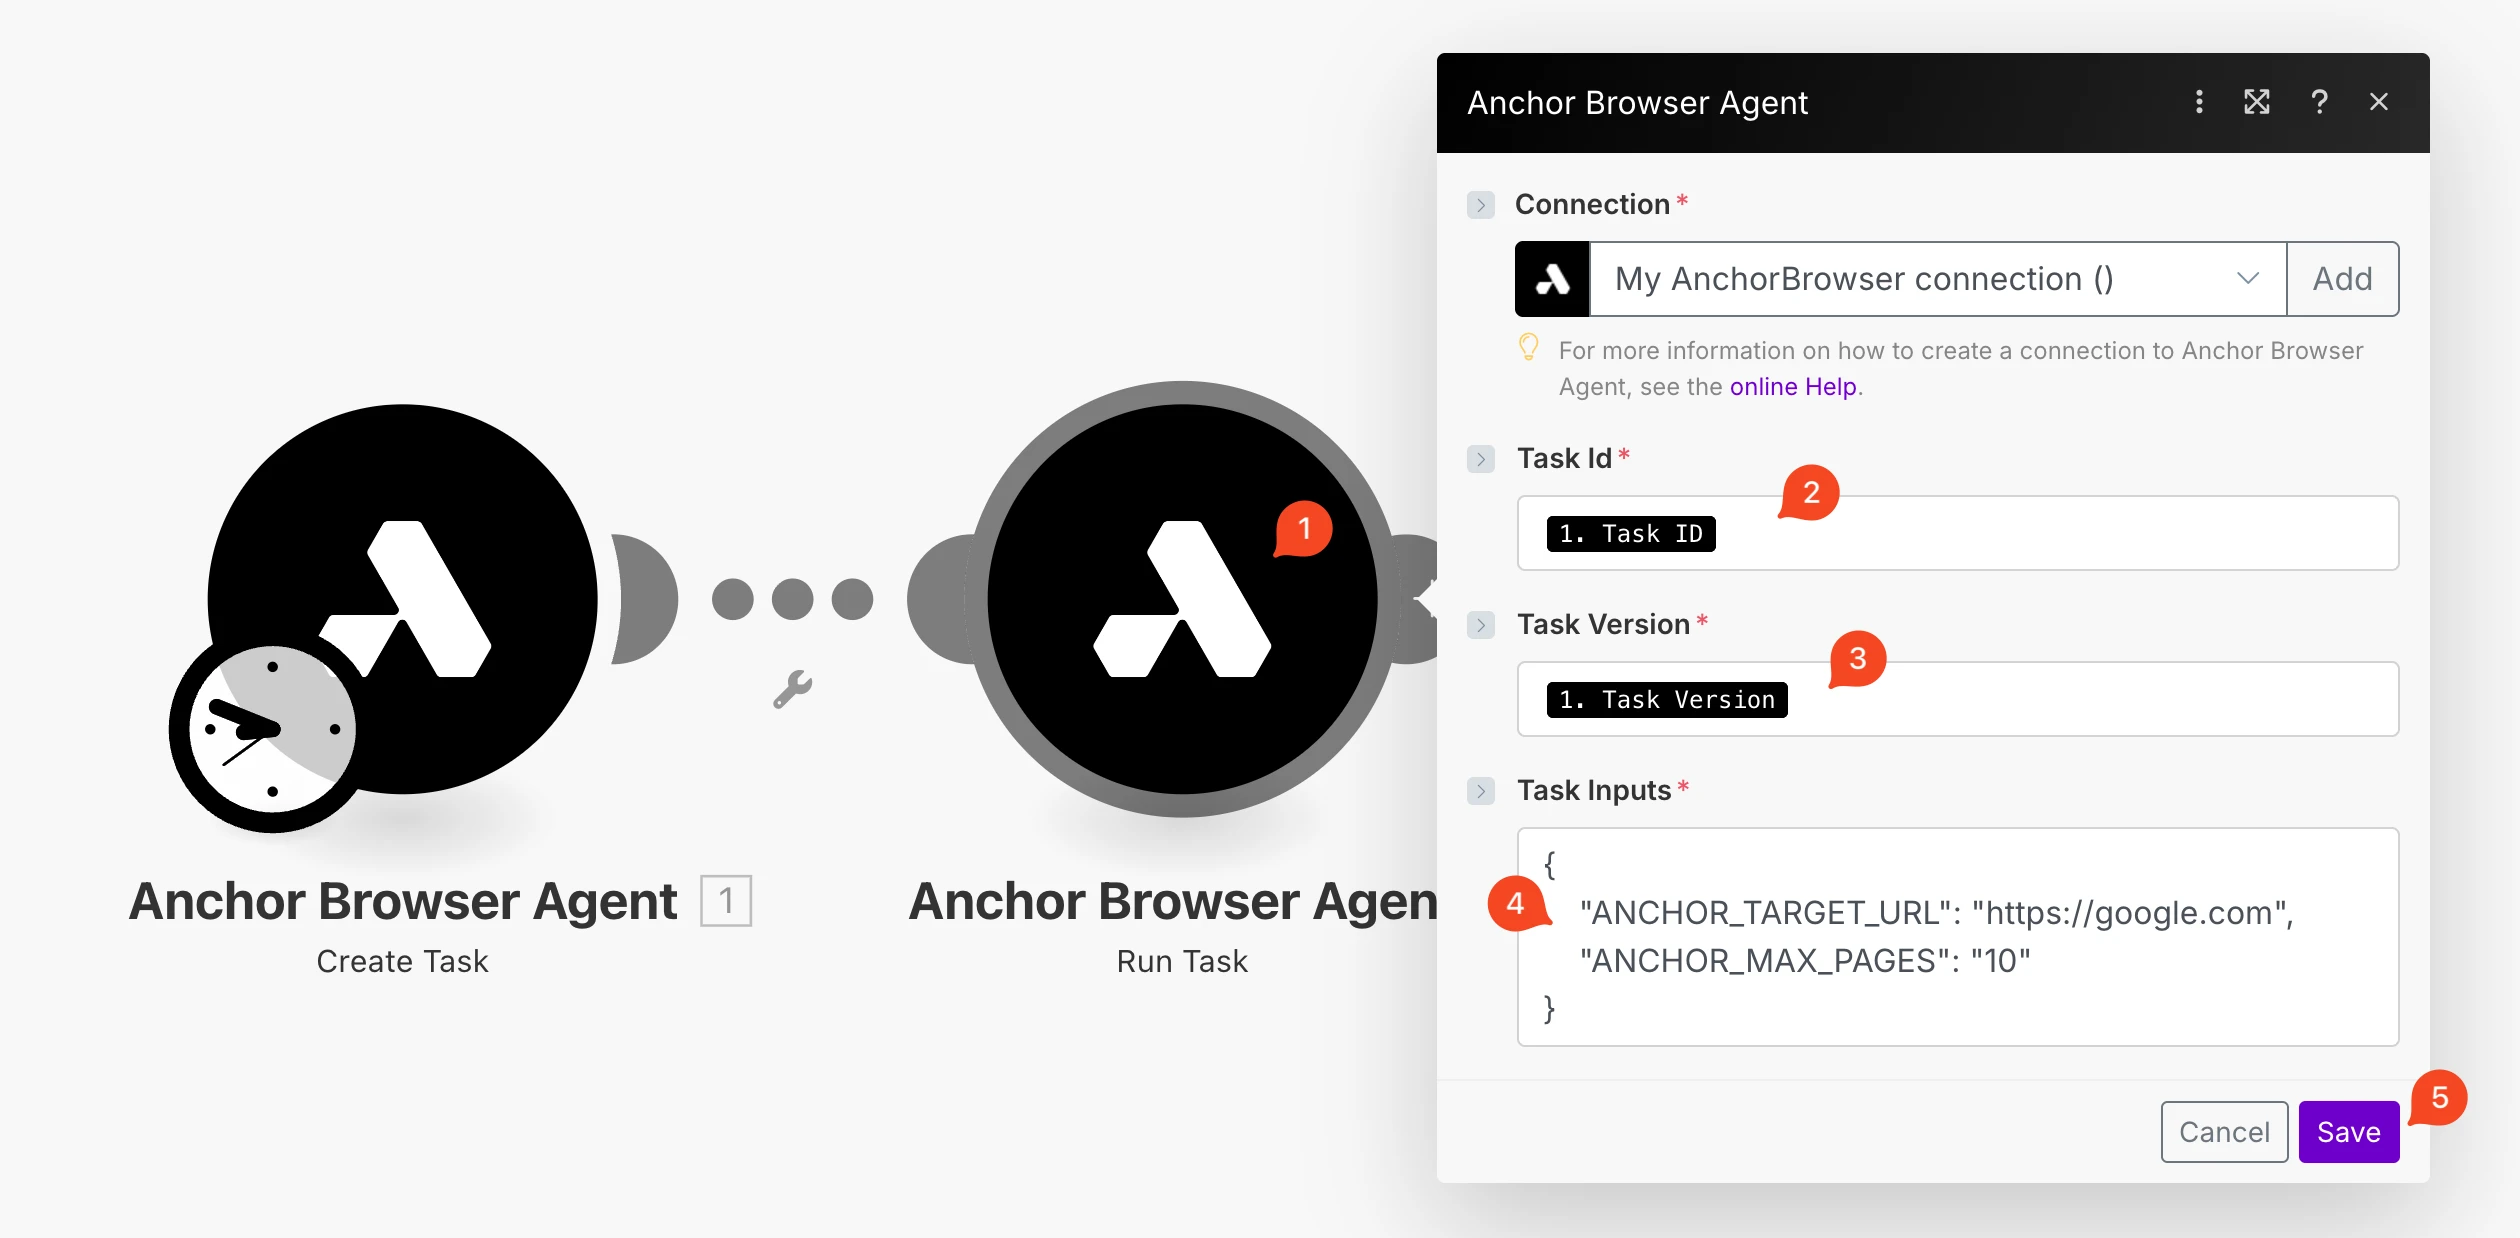 Anchor Browser Agent
?
Connection *
My AnchorBrowser connection ()
Add
For more information on how to create a connection to Anchor Browser
Agent, see the online Help.
Task Id *
2
1. Task ID
1
Task Version *
3
1. Task Version
Task Inputs *
{
4
"ANCHOR_TARGET_URL": "https://google.com",
"ANCHOR_MAX_PAGES": "10"
}
Anchor Browser Agent 1
Create Task
Anchor Browser Agen
Run Task
Cancel
Save
5